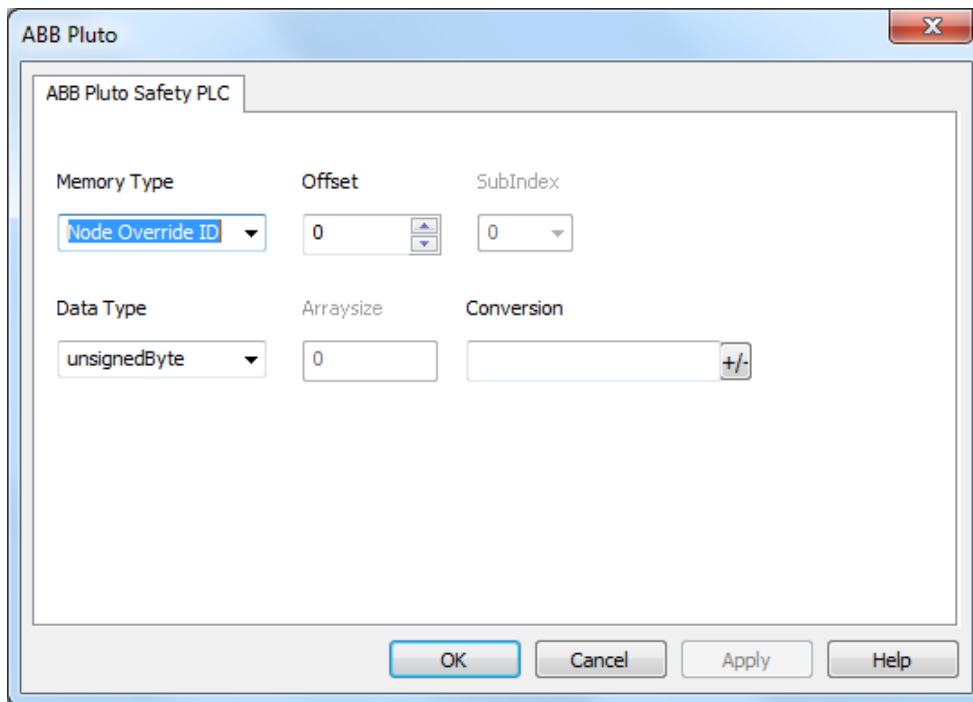 ABB Pluto
ABB Pluto Safety PLC
Memory Type Offset SubIndex
Node Override ID 0 0
Data Type Arraysize Conversion
unsignedByte 0 +/-
OK Cancel Apply Help